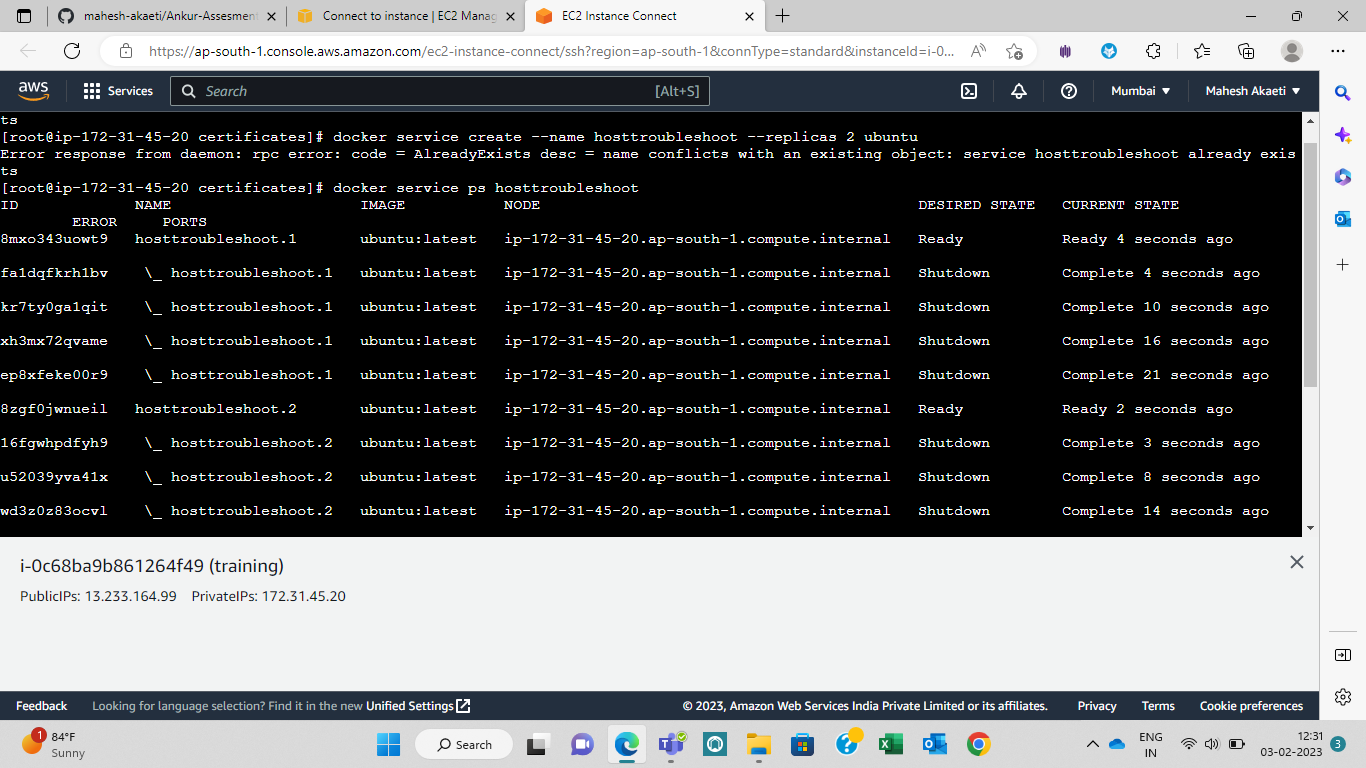 mahesh-akaeti/Ankur-Assesment
Connect to instance | EC2 Manag
EC2 Instance Connect
https://ap-south-1.console.aws.amazon.com/ec2-instance-connect/ssh?region=ap-south-1&connType=standard&instanceId=i-0...
aws
Services
Search
[Alt+S]
Mumbai
Mahesh Akaeti
ts
[root@ip-172-31-45-20 certificates]# docker service create --name hosttroubleshoot --replicas 2 ubuntu
Error response from daemon: rpc error: code = AlreadyExists desc = name conflicts with an existing object: service hosttroubleshoot already exis
ts
[root@ip-172-31-45-20 certificates]# docker service ps hosttroubleshoot
ID NAME IMAGE NODE DESIRED STATE CURRENT STATE
ERROR PORTS
8mxo343uowt9 hosttroubleshoot.1 ubuntu:latest ip-172-31-45-20.ap-south-1.compute.internal Ready Ready 4 seconds ago
fa1dqfkrh1bv \_ hosttroubleshoot.1 ubuntu:latest ip-172-31-45-20.ap-south-1.compute.internal Shutdown Complete 4 seconds ago
kr7ty0ga1qit \_ hosttroubleshoot.1 ubuntu:latest ip-172-31-45-20.ap-south-1.compute.internal Shutdown Complete 10 seconds ago
xh3mx72qvame \_ hosttroubleshoot.1 ubuntu:latest ip-172-31-45-20.ap-south-1.compute.internal Shutdown Complete 16 seconds ago
ep8xfeke00r9 \_ hosttroubleshoot.1 ubuntu:latest ip-172-31-45-20.ap-south-1.compute.internal Shutdown Complete 21 seconds ago
8zgf0jwnueil hosttroubleshoot.2 ubuntu:latest ip-172-31-45-20.ap-south-1.compute.internal Ready Ready 2 seconds ago
16fgwhpdfyh9 \_ hosttroubleshoot.2 ubuntu:latest ip-172-31-45-20.ap-south-1.compute.internal Shutdown Complete 3 seconds ago
u52039yva41x \_ hosttroubleshoot.2 ubuntu:latest ip-172-31-45-20.ap-south-1.compute.internal Shutdown Complete 8 seconds ago
wd3z0z83ocvl \_ hosttroubleshoot.2 ubuntu:latest ip-172-31-45-20.ap-south-1.compute.internal Shutdown Complete 14 seconds ago
i-0c68ba9b861264f49 (training)
PublicIPs: 13.233.164.99 PrivateIPs: 172.31.45.20
Feedback
Looking for language selection? Find it in the new Unified Settings
© 2023, Amazon Web Services India Private Limited or its affiliates.
Privacy
Terms
Cookie preferences
1
84°F
Sunny
Search
ENG
IN
12:31
03-02-2023
3